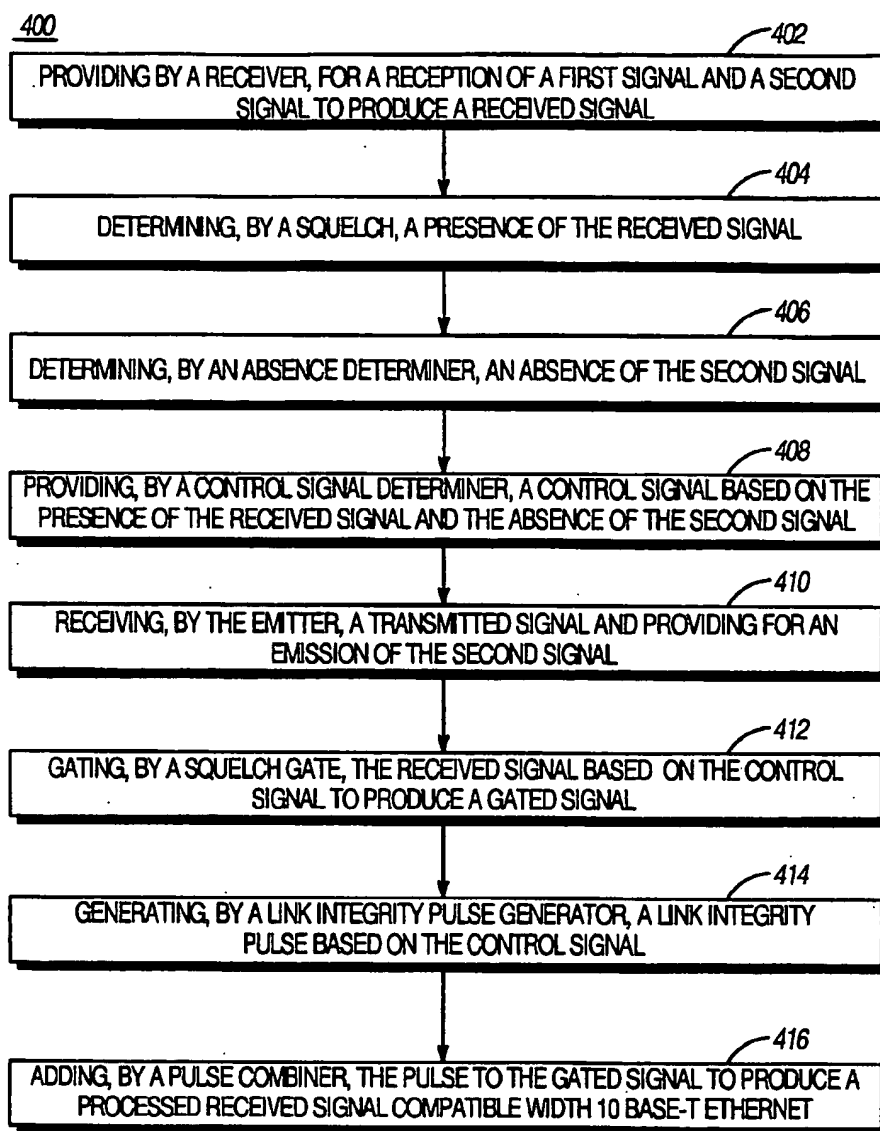 400
402
PROVIDING BY A RECEIVER, FOR A RECEPTION OF A FIRST SIGNAL AND A SECOND
SIGNAL TO PRODUCE A RECEIVED SIGNAL
404
DETERMINING, BY A SQUELCH, A PRESENCE OF THE RECEIVED SIGNAL
406
DETERMINING, BY AN ABSENCE DETERMINER, AN ABSENCE OF THE SECOND SIGNAL
408
PROVIDING, BY A CONTROL SIGNAL DETERMINER, A CONTROL SIGNAL BASED ON THE
PRESENCE OF THE RECEIVED SIGNAL AND THE ABSENCE OF THE SECOND SIGNAL
410
RECEIVING, BY THE EMITTER, A TRANSMITTED SIGNAL AND PROVIDING FOR AN
EMISSION OF THE SECOND SIGNAL
412
GATING, BY A SQUELCH GATE, THE RECEIVED SIGNAL BASED ON THE CONTROL
SIGNAL TO PRODUCE A GATED SIGNAL
414
GENERATING, BY A LINK INTEGRITY PULSE GENERATOR, A LINK INTEGRITY
PULSE BASED ON THE CONTROL SIGNAL
416
ADDING, BY A PULSE COMBINER, THE PULSE TO THE GATED SIGNAL TO PRODUCE A
PROCESSED RECEIVED SIGNAL COMPATIBLE WIDTH 10 BASE-T ETHERNET